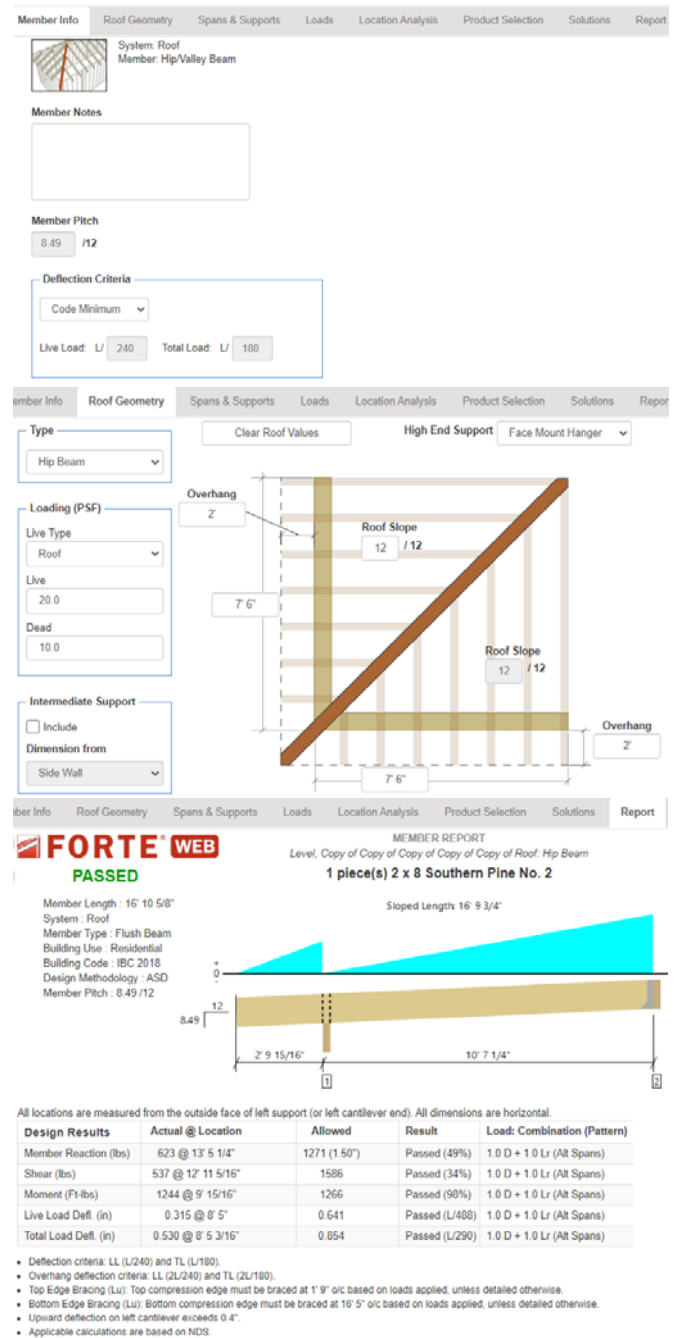 Member Info Roof Geometry Spans & Supports Loads Location Analysis Product Selection Solutions Report
System: Roof
Member: Hip/Valley Beam
Member Notes
Member Pitch
8.49 /12
Deflection Criteria
Code Minimum
Live Load: L/ 240 Total Load: L/ 180
ember Info Roof Geometry Spans & Supports Loads Location Analysis Product Selection Solutions Repor
Type
Hip Beam
Clear Roof Values
High End Support Face Mount Hanger
Loading (PSF)
Live Type
Roof
Live
20.0
Dead
10.0
Intermediate Support
Include
Dimension from
Side Wall
Overhang
2'
Roof Slope
12 / 12
7' 6"
Roof Slope
12 / 12
Overhang
2'
7' 6"
ber Info Roof Geometry Spans & Supports Loads Location Analysis Product Selection Solutions Report
FORTE® WEB
PASSED
MEMBER REPORT
Level, Copy of Copy of Copy of Copy of Copy of Roof: Hip Beam
1 piece(s) 2 x 8 Southern Pine No. 2
Member Length : 16' 10 5/8"
System : Roof
Member Type : Flush Beam
Building Use : Residential
Building Code : IBC 2018
Design Methodology : ASD
Member Pitch : 8.49 /12
Sloped Length: 16' 9 3/4"
+
0
-
12
8.49
2' 9 15/16"
10' 7 1/4"
1
2
All locations are measured from the outside face of left support (or left cantilever end). All dimensions are horizontal.
Design Results Actual @ Location Allowed Result Load: Combination (Pattern)
Member Reaction (lbs) 623 @ 13' 5 1/4" 1271 (1.50") Passed (49%) 1.0 D + 1.0 Lr (Alt Spans)
Shear (lbs) 537 @ 12' 11 5/16" 1586 Passed (34%) 1.0 D + 1.0 Lr (Alt Spans)
Moment (Ft-lbs) 1244 @ 9' 15/16" 1266 Passed (98%) 1.0 D + 1.0 Lr (Alt Spans)
Live Load Defl. (in) 0.315 @ 8' 5" 0.641 Passed (L/488) 1.0 D + 1.0 Lr (Alt Spans)
Total Load Defl. (in) 0.530 @ 8' 5 3/16" 0.854 Passed (L/290) 1.0 D + 1.0 Lr (Alt Spans)
• Deflection criteria: LL (L/240) and TL (L/180).
• Overhang deflection criteria: LL (2L/240) and TL (2L/180).
• Top Edge Bracing (Lu): Top compression edge must be braced at 1' 9" o/c based on loads applied, unless detailed otherwise.
• Bottom Edge Bracing (Lu): Bottom compression edge must be braced at 16' 5" o/c based on loads applied, unless detailed otherwise.
• Upward deflection on left cantilever exceeds 0.4".
• Applicable calculations are based on NDS.